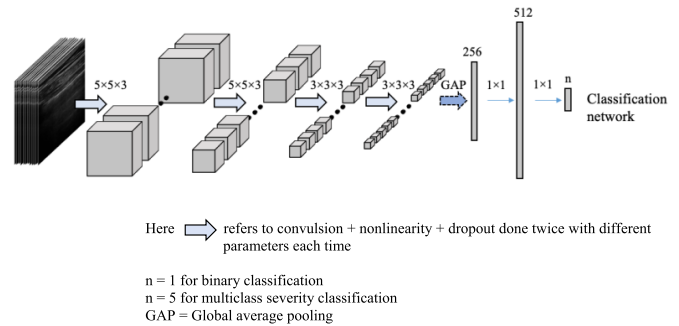 512
256
5×5×3
5×5×3
3×3×3
3×3×3
GAP
1×1
1×1
n
Classification
network
Here refers to convulsion + nonlinearity + dropout done twice with different
parameters each time
n = 1 for binary classification
n = 5 for multiclass severity classification
GAP = Global average pooling